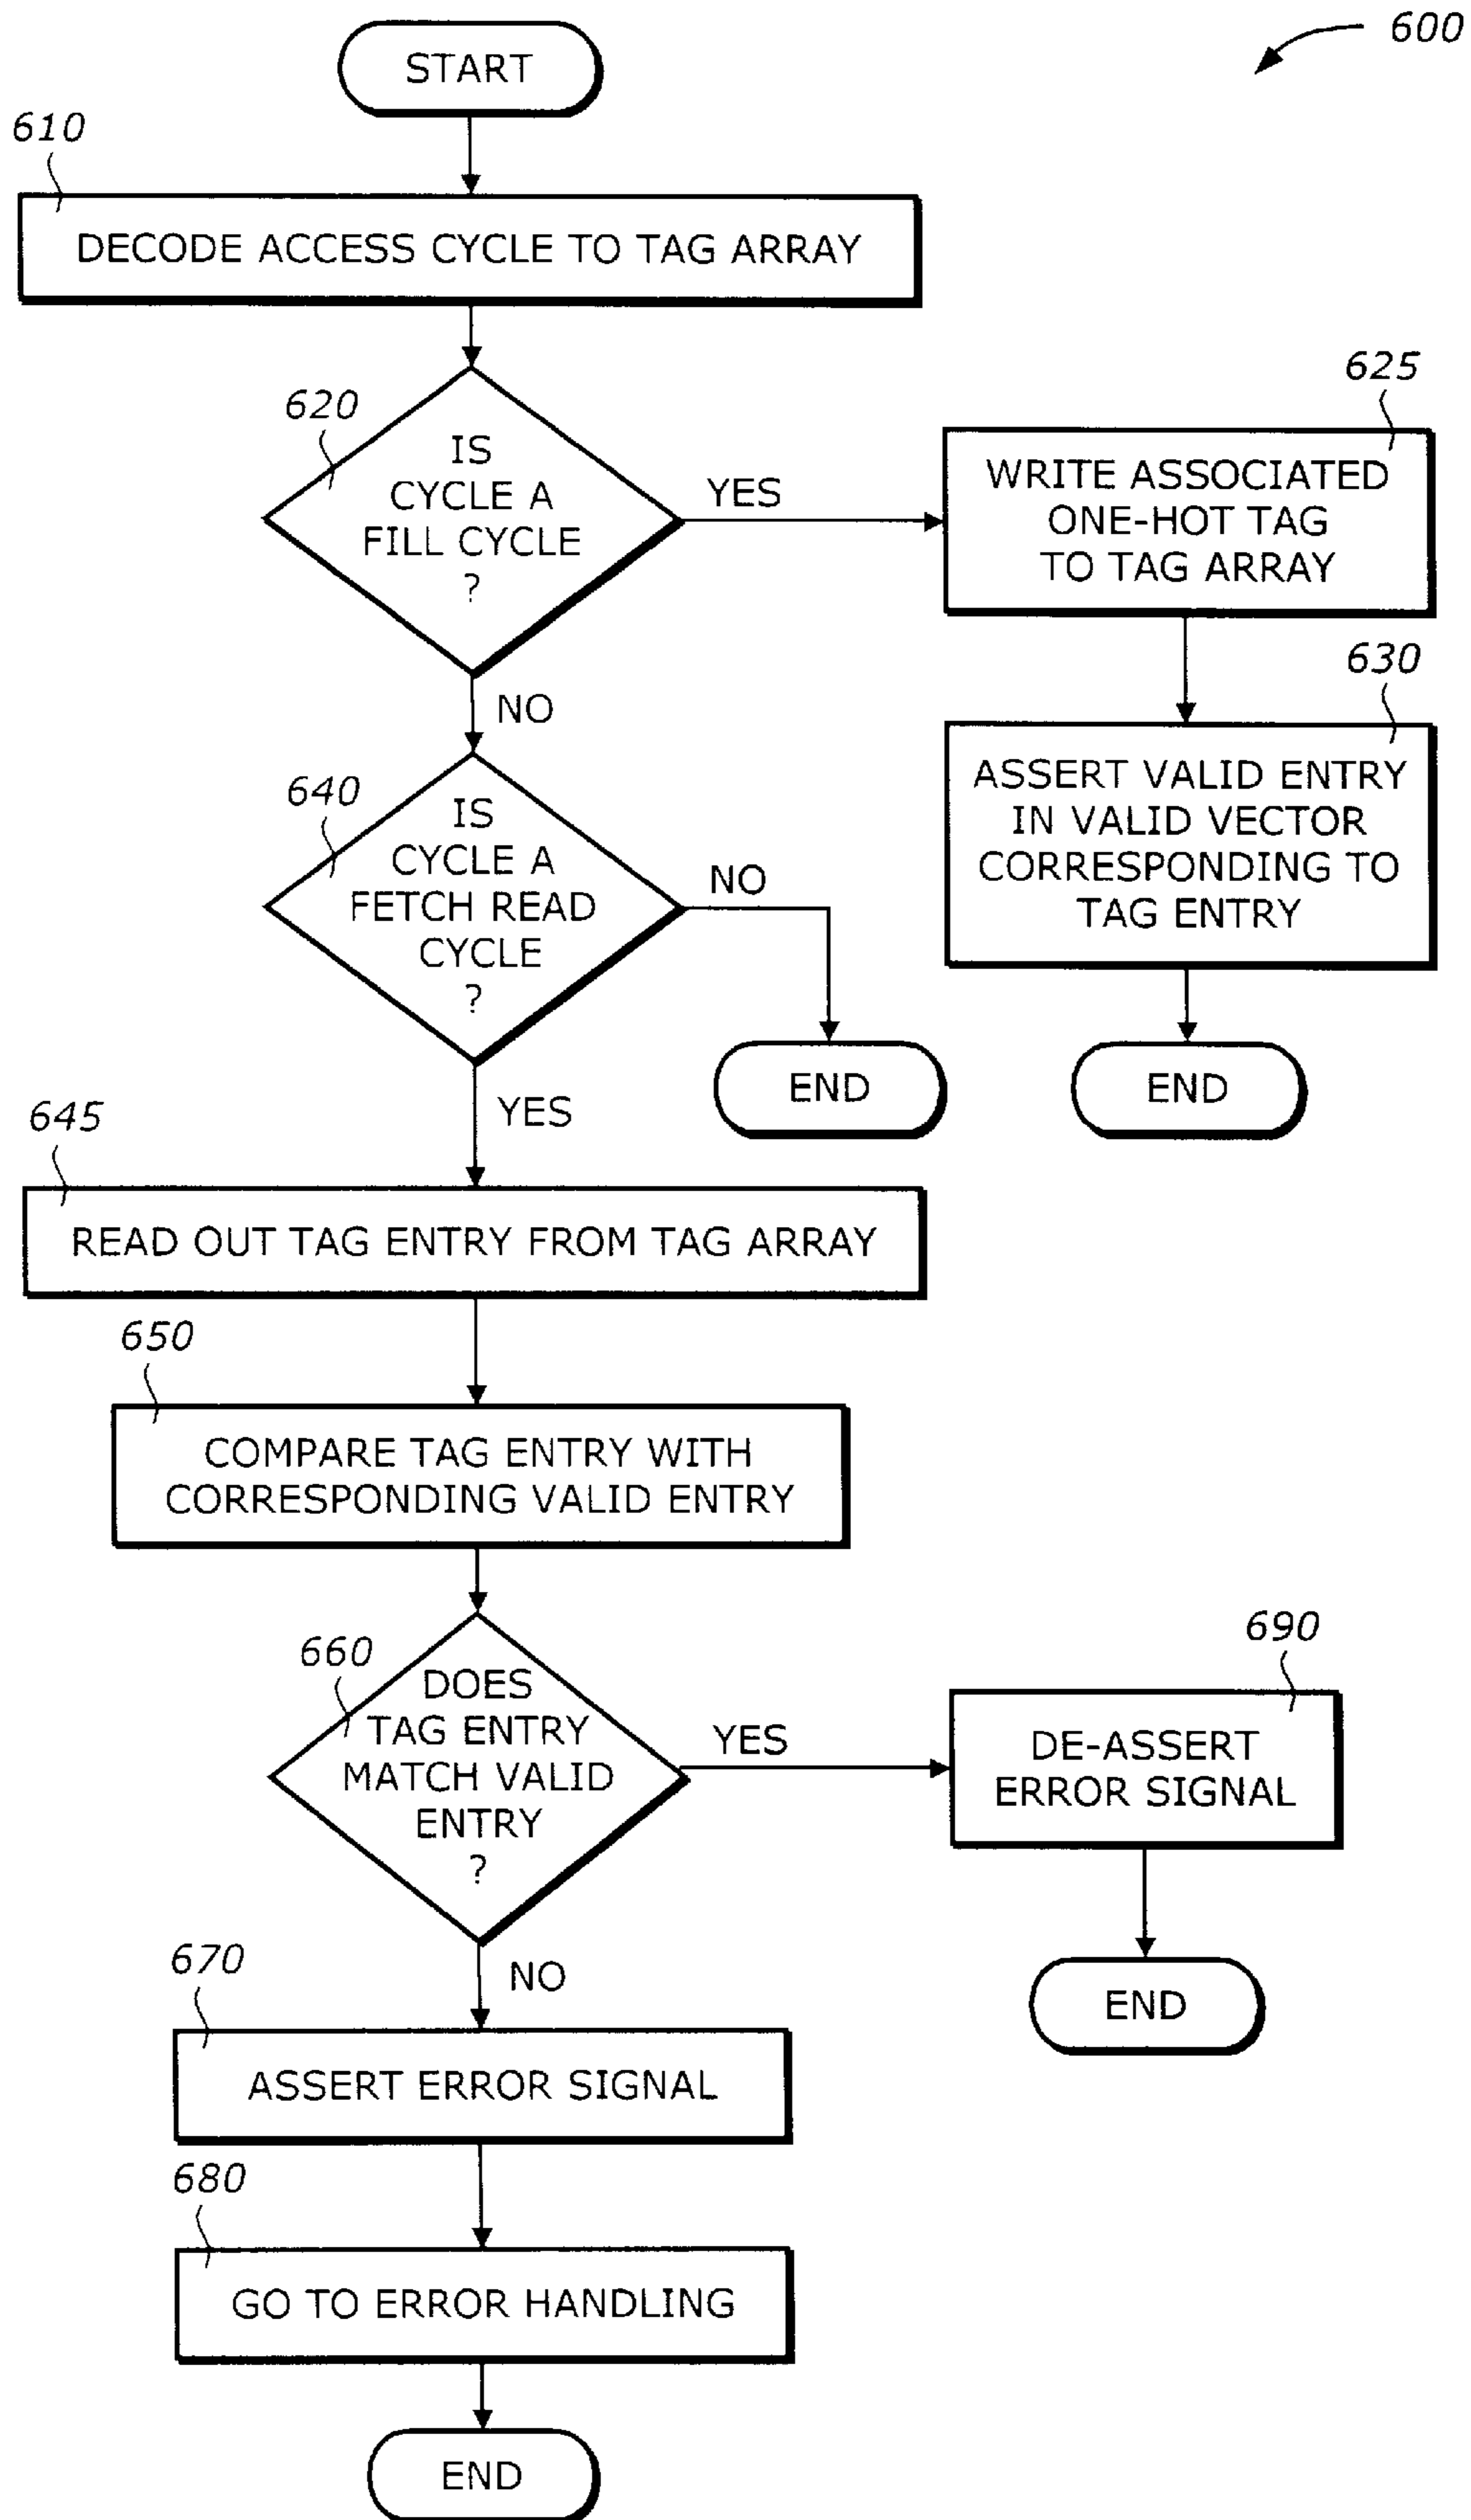 600
START
610
DECODE ACCESS CYCLE TO TAG ARRAY
620
IS
CYCLE A
FILL CYCLE
?
YES
625
WRITE ASSOCIATED
ONE-HOT TAG
TO TAG ARRAY
NO
630
ASSERT VALID ENTRY
IN VALID VECTOR
CORRESPONDING TO
TAG ENTRY
END
640
IS
CYCLE A
FETCH READ
CYCLE
?
NO
END
YES
645
READ OUT TAG ENTRY FROM TAG ARRAY
650
COMPARE TAG ENTRY WITH
CORRESPONDING VALID ENTRY
660
DOES
TAG ENTRY
MATCH VALID
ENTRY
?
YES
690
DE-ASSERT
ERROR SIGNAL
END
NO
670
ASSERT ERROR SIGNAL
680
GO TO ERROR HANDLING
END